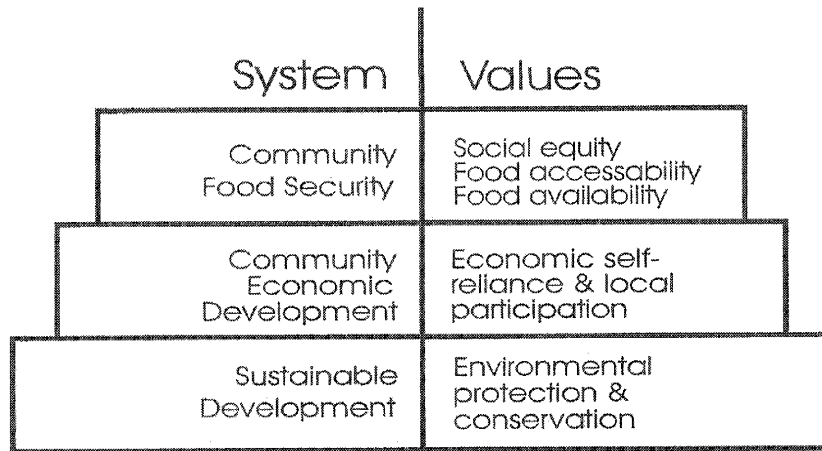 System
Values
Community
Food Security
Social equity
Food accessability
Food availability
Community
Economic
Development
Economic self-
reliance & local
participation
Sustainable
Development
Environmental
protection &
conservation